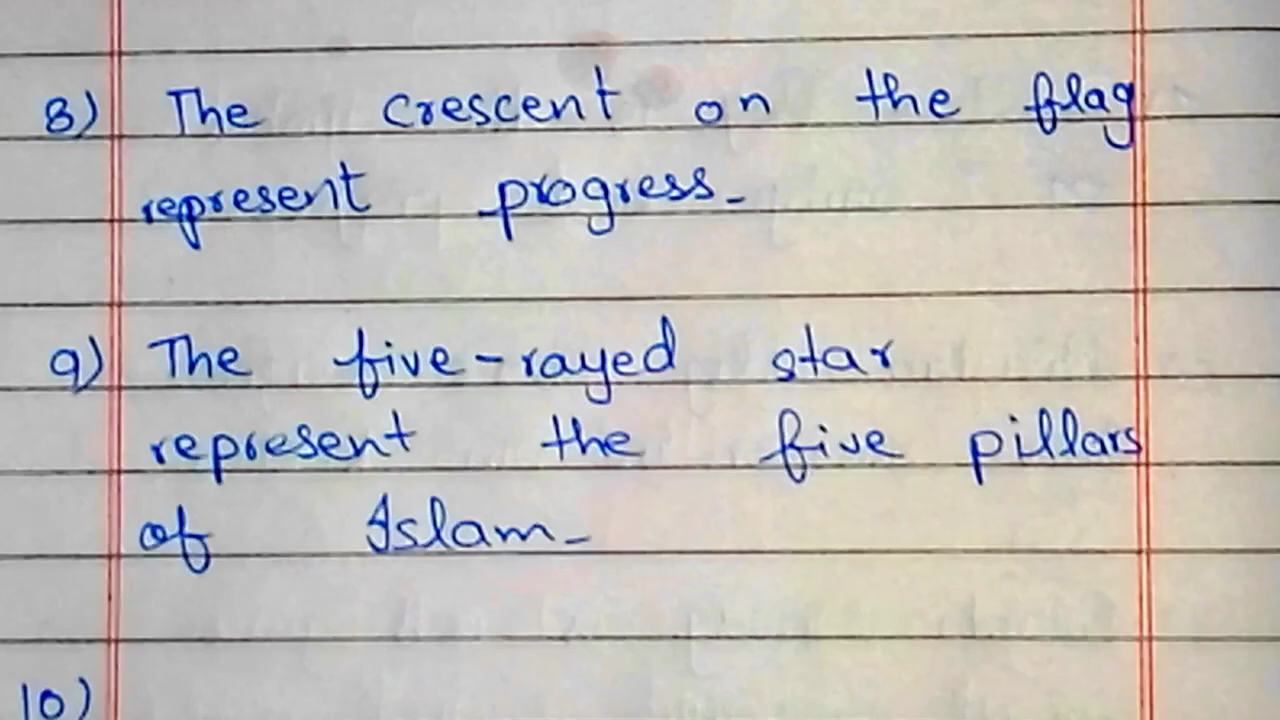 8) The crescent on the flag
represent progress-
9) The five-rayed star
represent the five pillars
of Islam-
10)